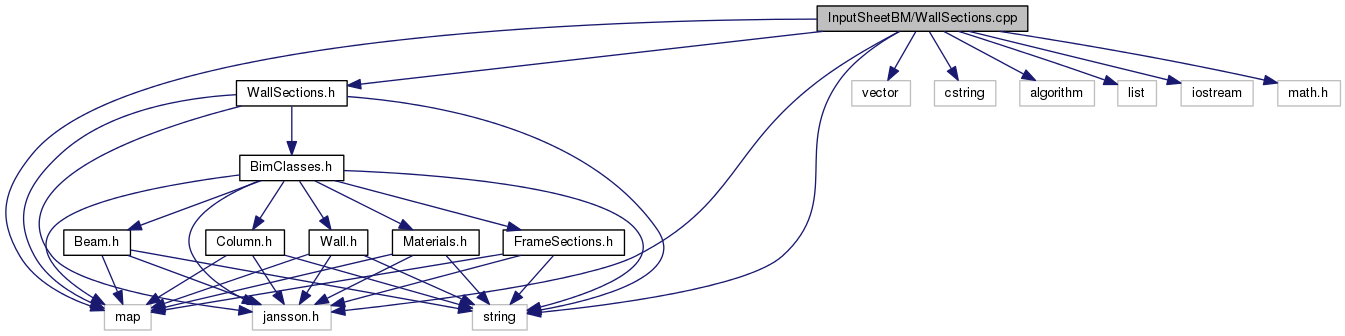 InputSheetBM/WallSections.cpp
WallSections.h
vector
cstring
algorithm
list
iostream
math.h
BimClasses.h
Beam.h
Column.h
Wall.h
Materials.h
FrameSections.h
map
jansson.h
string